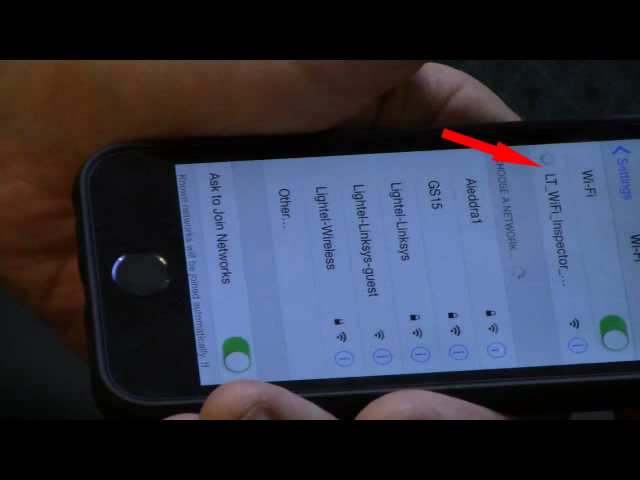 Settings
Wi-Fi
Wi-Fi
LT_WiFi_Inspector_...
CHOOSE A NETWORK...
Aleddra1
GS15
Lightel-Linksys
Lightel-Linksys-guest
Lightel-Wireless
Other...
Ask to Join Networks
Known networks will be joined automatically. If